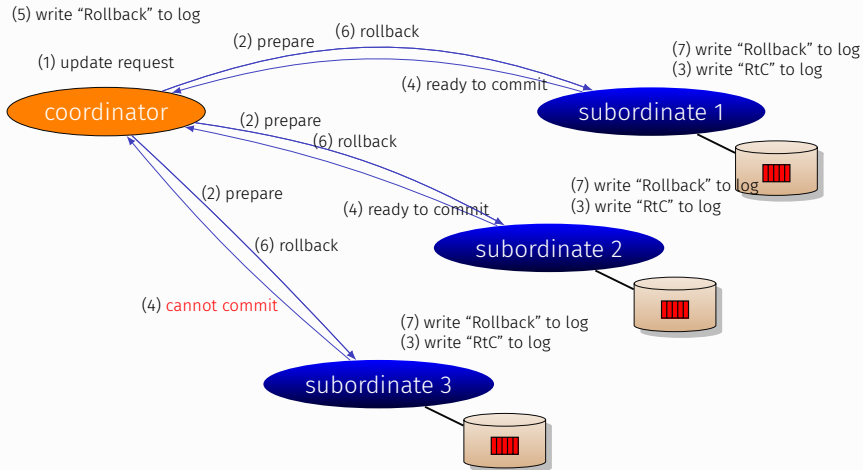 (5) write “Rollback” to log
(2) prepare
(6) rollback
(7) write “Rollback” to log
(1) update request
(3) write “RtC” to log
(4) ready to commit
coordinator
subordinate 1
(2) prepare
(6) rollback
(7) write “Rollback” to log
(2) prepare
(4) ready to commit
(3) write “RtC” to log
(6) rollback
subordinate 2
(4) cannot commit
(7) write “Rollback” to log
(3) write “RtC” to log
subordinate 3